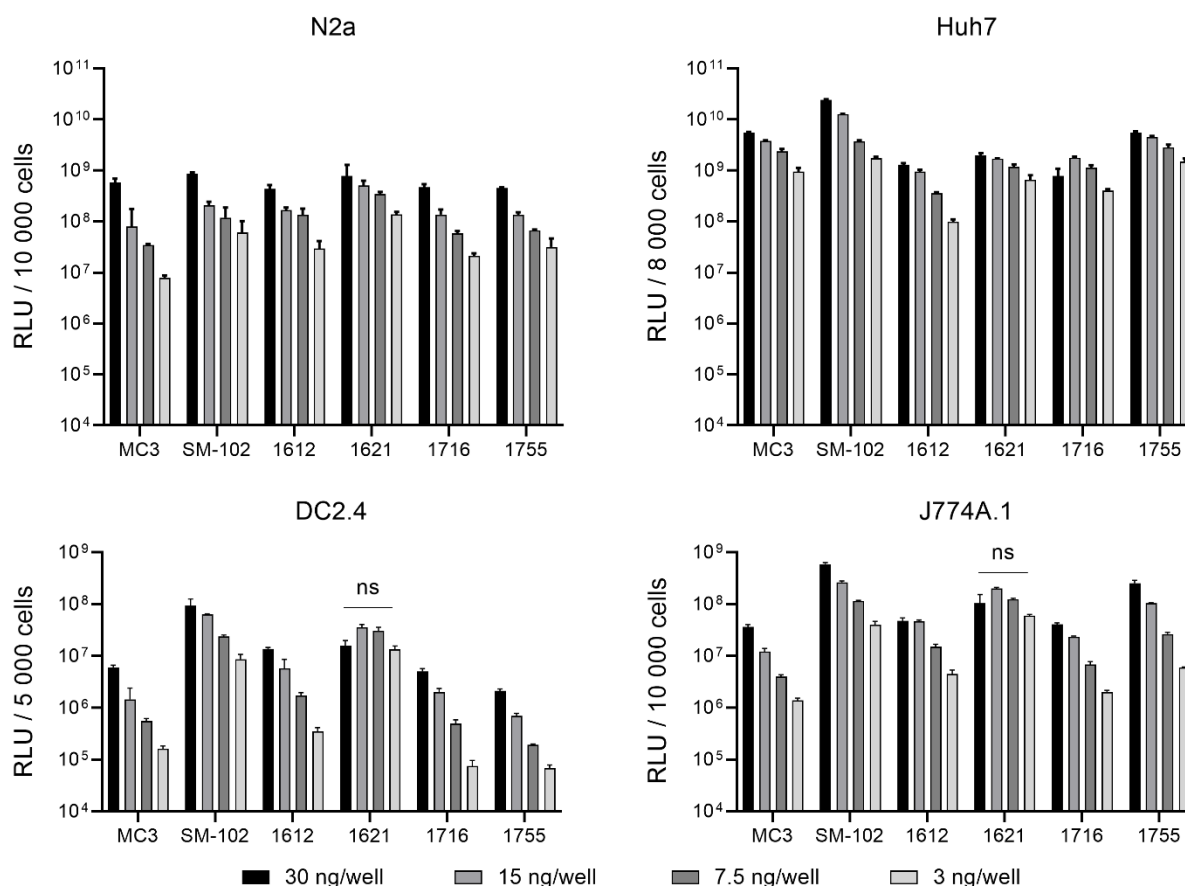 N2a
RLU / 10 000 cells
10¹¹
10¹⁰
10⁹
10⁸
10⁷
10⁶
10⁵
10⁴
MC3 SM-102 1612 1621 1716 1755
Huh7
RLU / 8 000 cells
10¹¹
10¹⁰
10⁹
10⁸
10⁷
10⁶
10⁵
10⁴
MC3 SM-102 1612 1621 1716 1755
DC2.4
RLU / 5 000 cells
10⁹
10⁸
10⁷
10⁶
10⁵
10⁴
ns
MC3 SM-102 1612 1621 1716 1755
J774A.1
RLU / 10 000 cells
10⁹
10⁸
10⁷
10⁶
10�5
10⁴
ns
MC3 SM-102 1612 1621 1716 1755
30 ng/well 15 ng/well 7.5 ng/well 3 ng/well